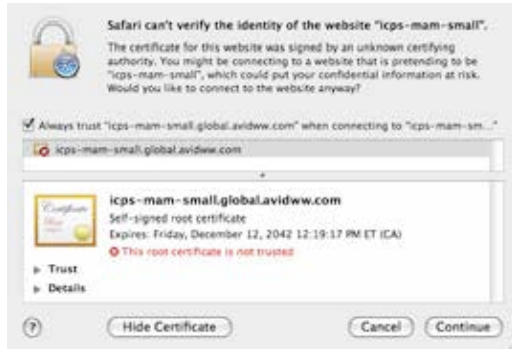 Safari can't verify the identity of the website "icps-mam-small".
The certificate for this website was signed by an unknown certifying
authority. You might be connecting to a website that is pretending to be
"icps-mam-small", which could put your confidential information at risk.
Would you like to connect to the website anyway?
Always trust "icps-mam-small.global.avidww.com" when connecting to "icps-mam-sm..."
icps-mam-small.global.avidww.com
Certificate
icps-mam-small.global.avidww.com
Self-signed root certificate
Expires: Friday, December 12, 2042 12:19:17 PM ET (CA)
This root certificate is not trusted
Trust
Details
?
Hide Certificate
Cancel
Continue